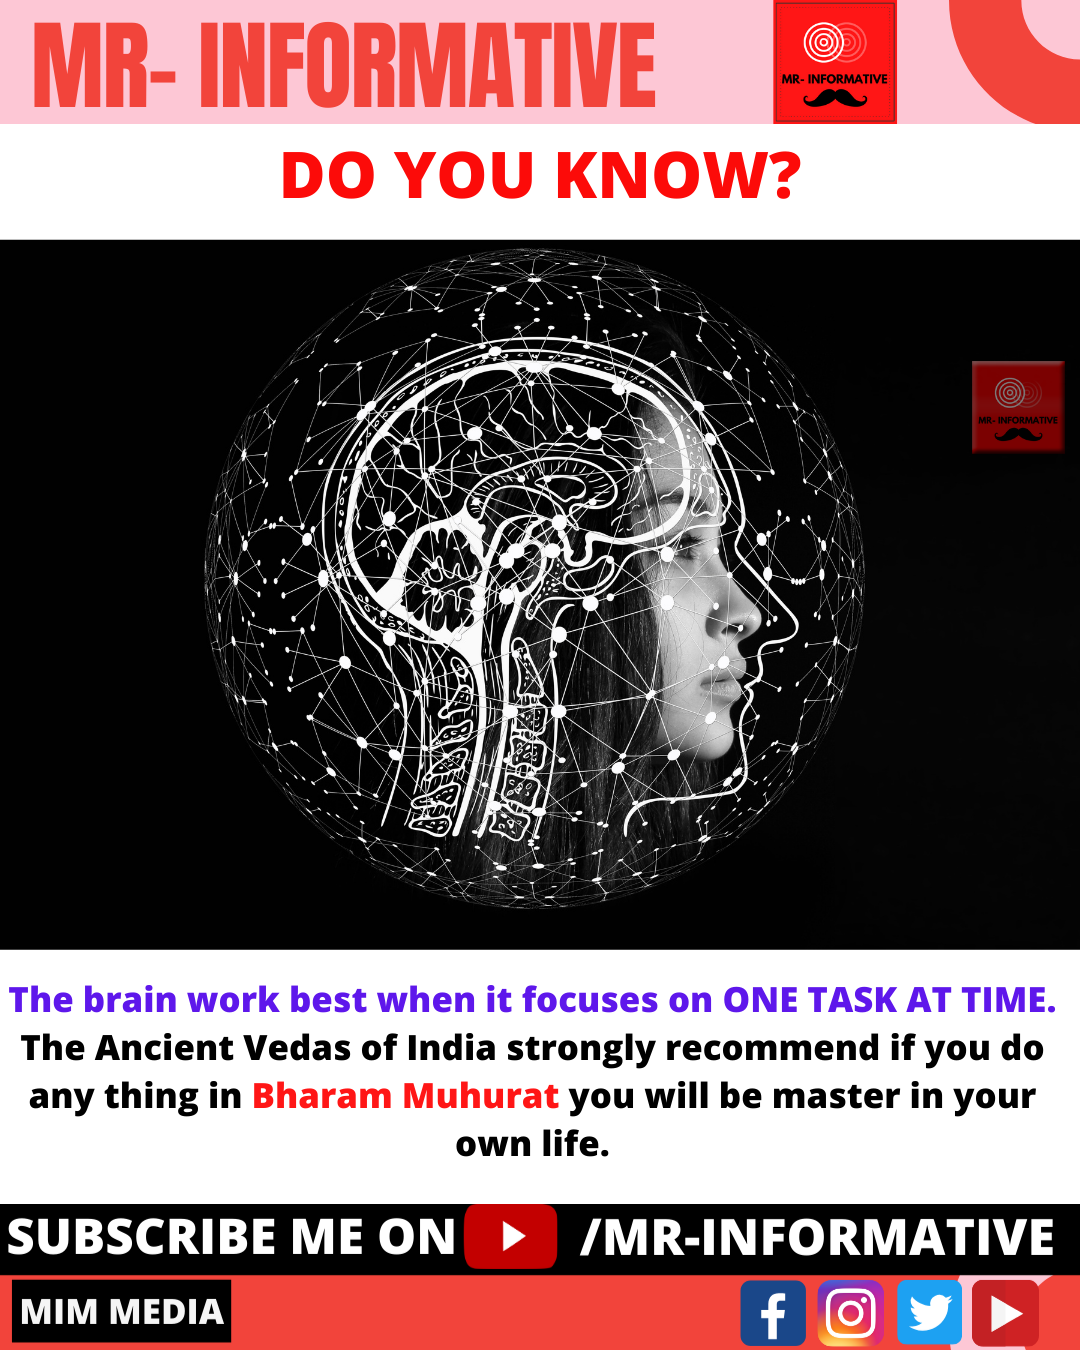 MR- INFORMATIVE
MR- INFORMATIVE
DO YOU KNOW?
MR- INFORMATIVE
The brain work best when it focuses on ONE TASK AT TIME.
The Ancient Vedas of India strongly recommend if you do
any thing in Bharam Muhurat you will be master in your
own life.
SUBSCRIBE ME ON /MR-INFORMATIVE
MIM MEDIA